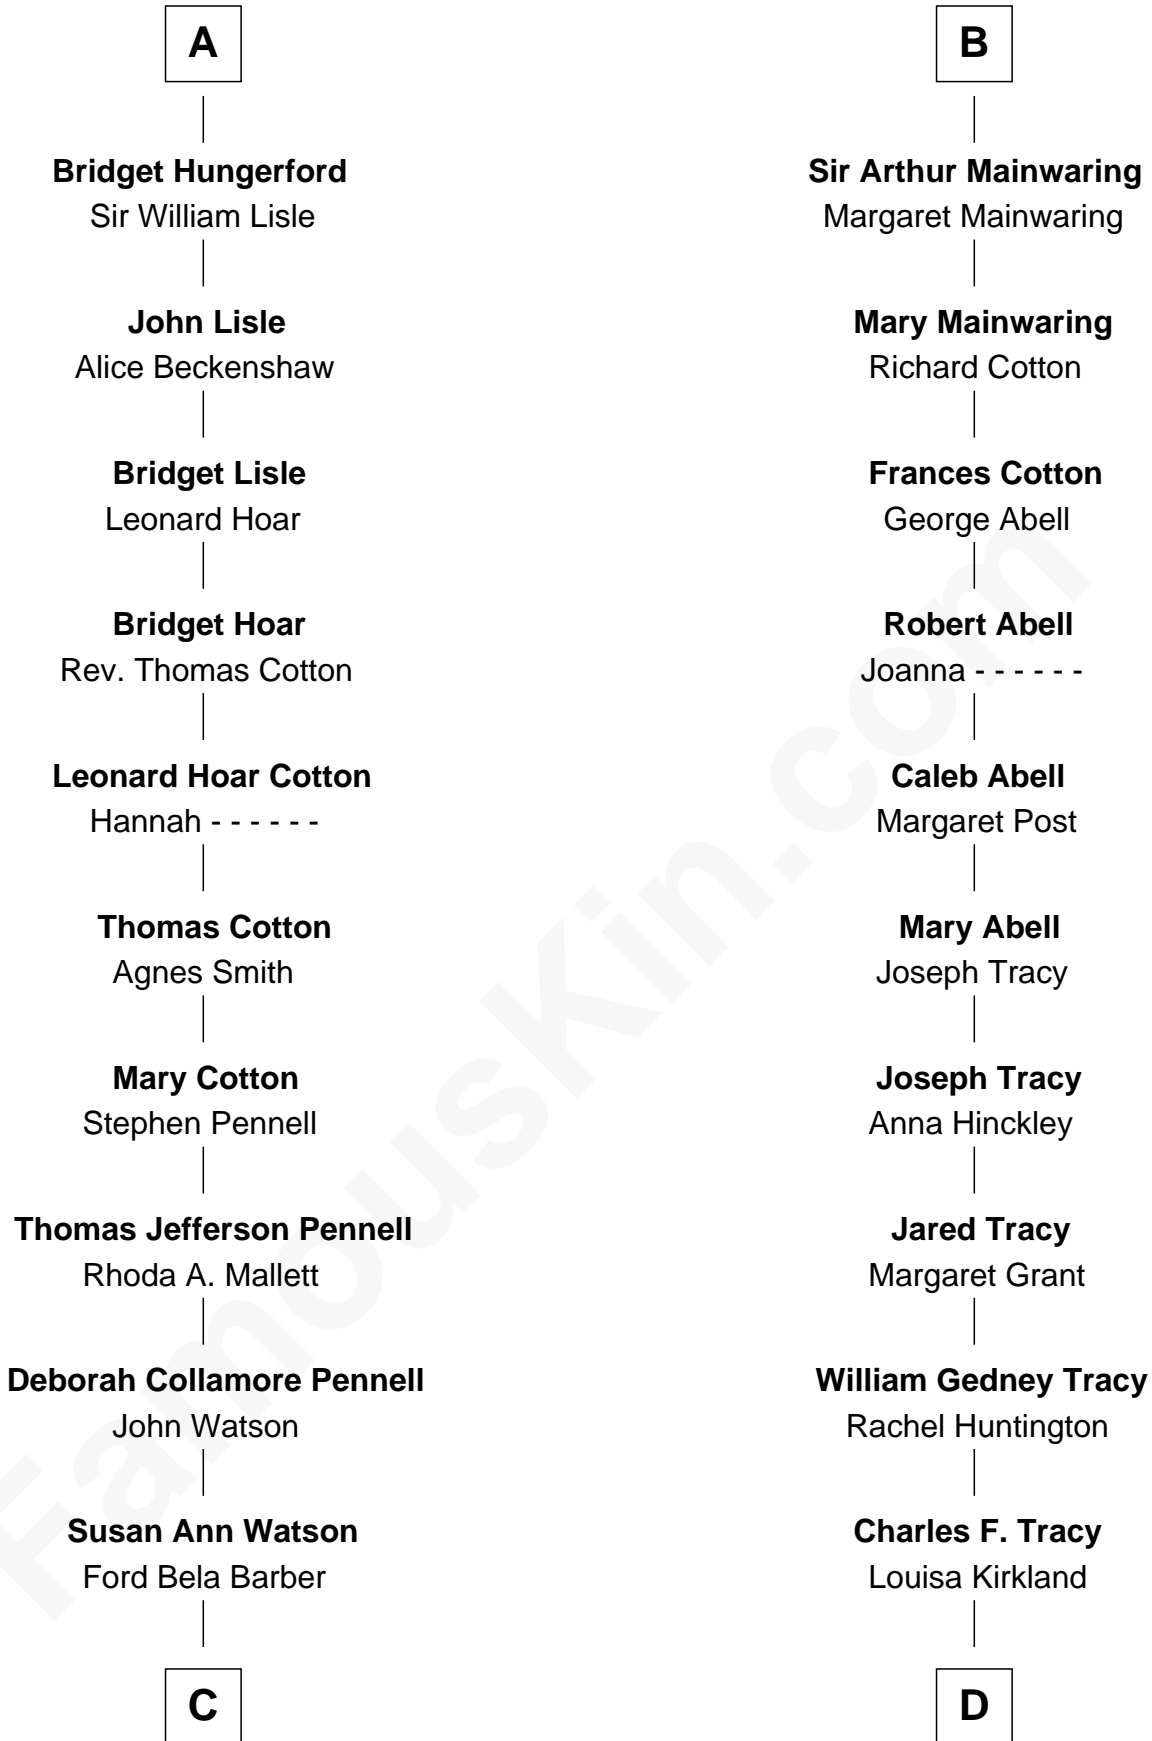 A
Bridget Hungerford
Sir William Lisle
John Lisle
Alice Beckenshaw
Bridget Lisle
Leonard Hoar
Bridget Hoar
Rev. Thomas Cotton
Leonard Hoar Cotton
Hannah - - - - - -
Thomas Cotton
Agnes Smith
Mary Cotton
Stephen Pennell
Thomas Jefferson Pennell
Rhoda A. Mallett
Deborah Collamore Pennell
John Watson
Susan Ann Watson
Ford Bela Barber
C
B
Sir Arthur Mainwaring
Margaret Mainwaring
Mary Mainwaring
Richard Cotton
Frances Cotton
George Abell
Robert Abell
Joanna - - - - - -
Caleb Abell
Margaret Post
Mary Abell
Joseph Tracy
Joseph Tracy
Anna Hinckley
Jared Tracy
Margaret Grant
William Gedney Tracy
Rachel Huntington
Charles F. Tracy
Louisa Kirkland
D
FamousKin.com